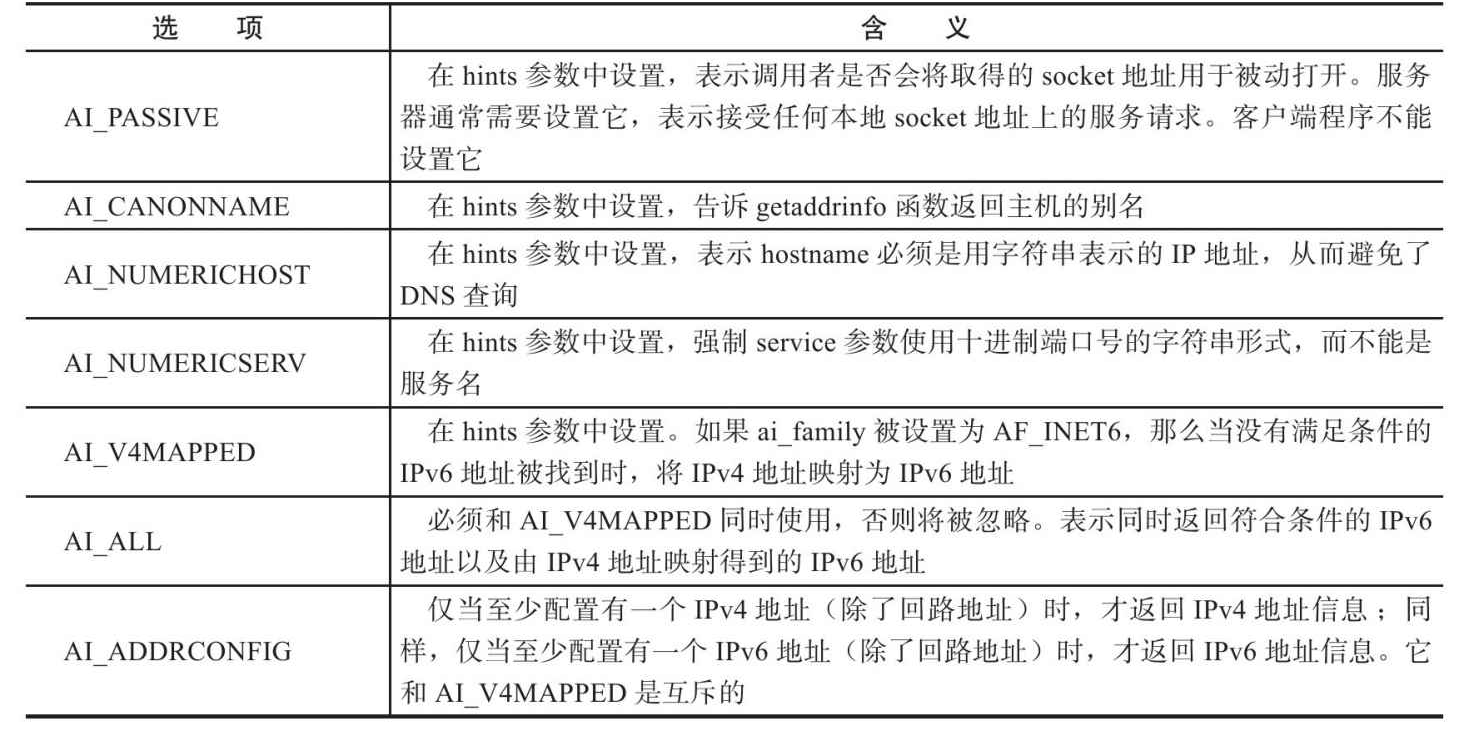 选 项 含 义
在 hints 参数中设置，表示调用者是否会将取得的 socket 地址用于被动打开。服务
AI_PASSIVE
器通常需要设置它，表示接受任何本地 socket 地址上的服务请求。客户端程序不能
设置它
AI_CANONNAME 在 hints 参数中设置，告诉 getaddrinfo 函数返回主机的别名
AI_NUMERICHOST
在 hints 参数中设置，表示 hostname 必须是用字符串表示的 IP 地址，从而避免了
DNS 查询
AI_NUMERICSERV
在 hints 参数中设置，强制 service 参数使用十进制端口号的字符串形式，而不能是
服务名
AI_V4MAPPED
在 hints 参数中设置。如果 ai_family 被设置为 AF_INET6，那么当没有满足条件的
IPv6 地址被找到时，将 IPv4 地址映射为 IPv6 地址
AI_ALL
必须和 AI_V4MAPPED 同时使用，否则将被忽略。表示同时返回符合条件的 IPv6
地址以及由 IPv4 地址映射得到的 IPv6 地址
AI_ADDRCONFIG
仅当至少配置有一个 IPv4 地址（除了回路地址）时，才返回 IPv4 地址信息；同
样，仅当至少配置有一个 IPv6 地址（除了回路地址）时，才返回 IPv6 地址信息。它
和 AI_V4MAPPED 是互斥的